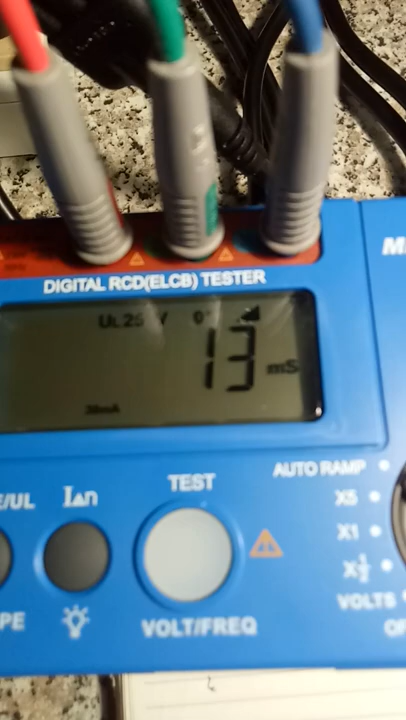 DIGITAL RCD(ELCB) TESTER
UL 25 V 0°
13 mS
30mA
TEST
AUTO RAMP
E/UL
IΔn
X5
X1
X½
VOLTS
PE
VOLT/FREQ